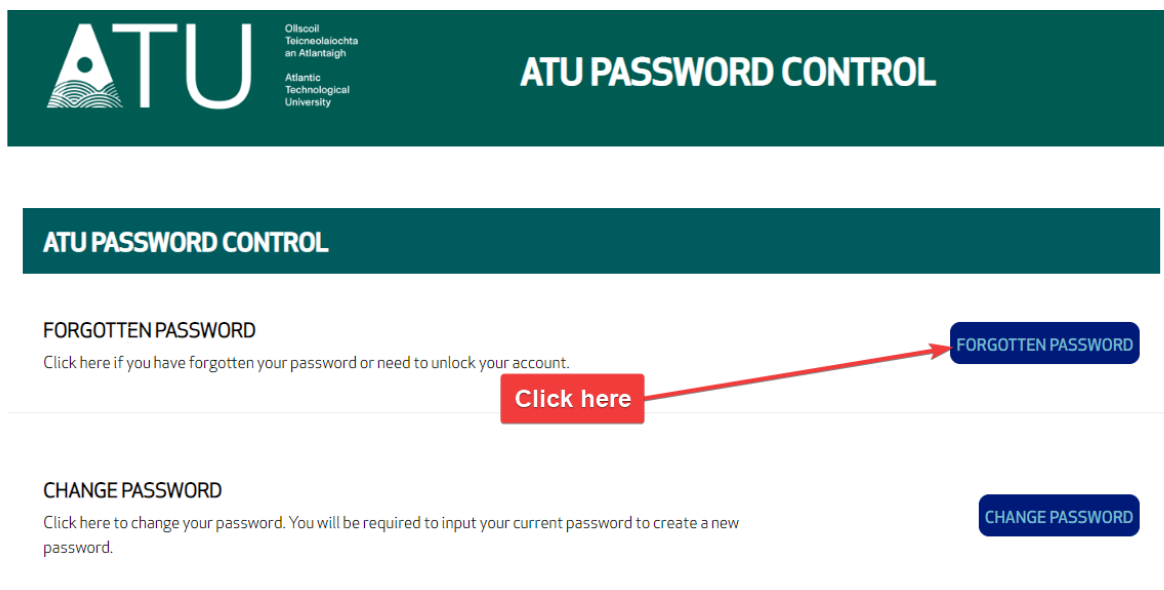 ATU
Ollscoil
Teicneolaíochta
an Atlantaigh
Atlantic
Technological
University
ATU PASSWORD CONTROL
ATU PASSWORD CONTROL
FORGOTTEN PASSWORD
Click here if you have forgotten your password or need to unlock your account.
FORGOTTEN PASSWORD
Click here
CHANGE PASSWORD
Click here to change your password. You will be required to input your current password to create a new
password.
CHANGE PASSWORD